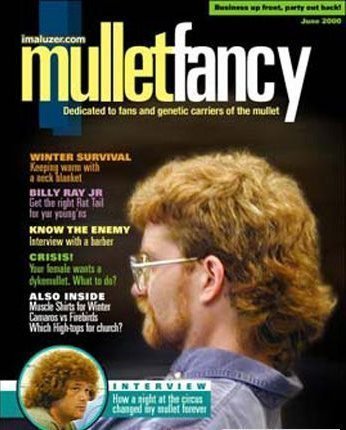 Business up front, party out back!
June 2000
imaluzer.com
mulletfancy
Dedicated to fans and genetic carriers of the mullet
WINTER SURVIVAL
Keeping warm with
a neck blanket
BILLY RAY JR
Get the right Rat Tail
for yur young'ns
KNOW THE ENEMY
Interview with a barber
CRISIS!
Your female wants a
dykemullet. What to do?
ALSO INSIDE
Muscle Shirts for Winter
Camaros vs Firebirds
Which High-tops for church?
INTERVIEW
How a night at the circus
changed my mullet forever